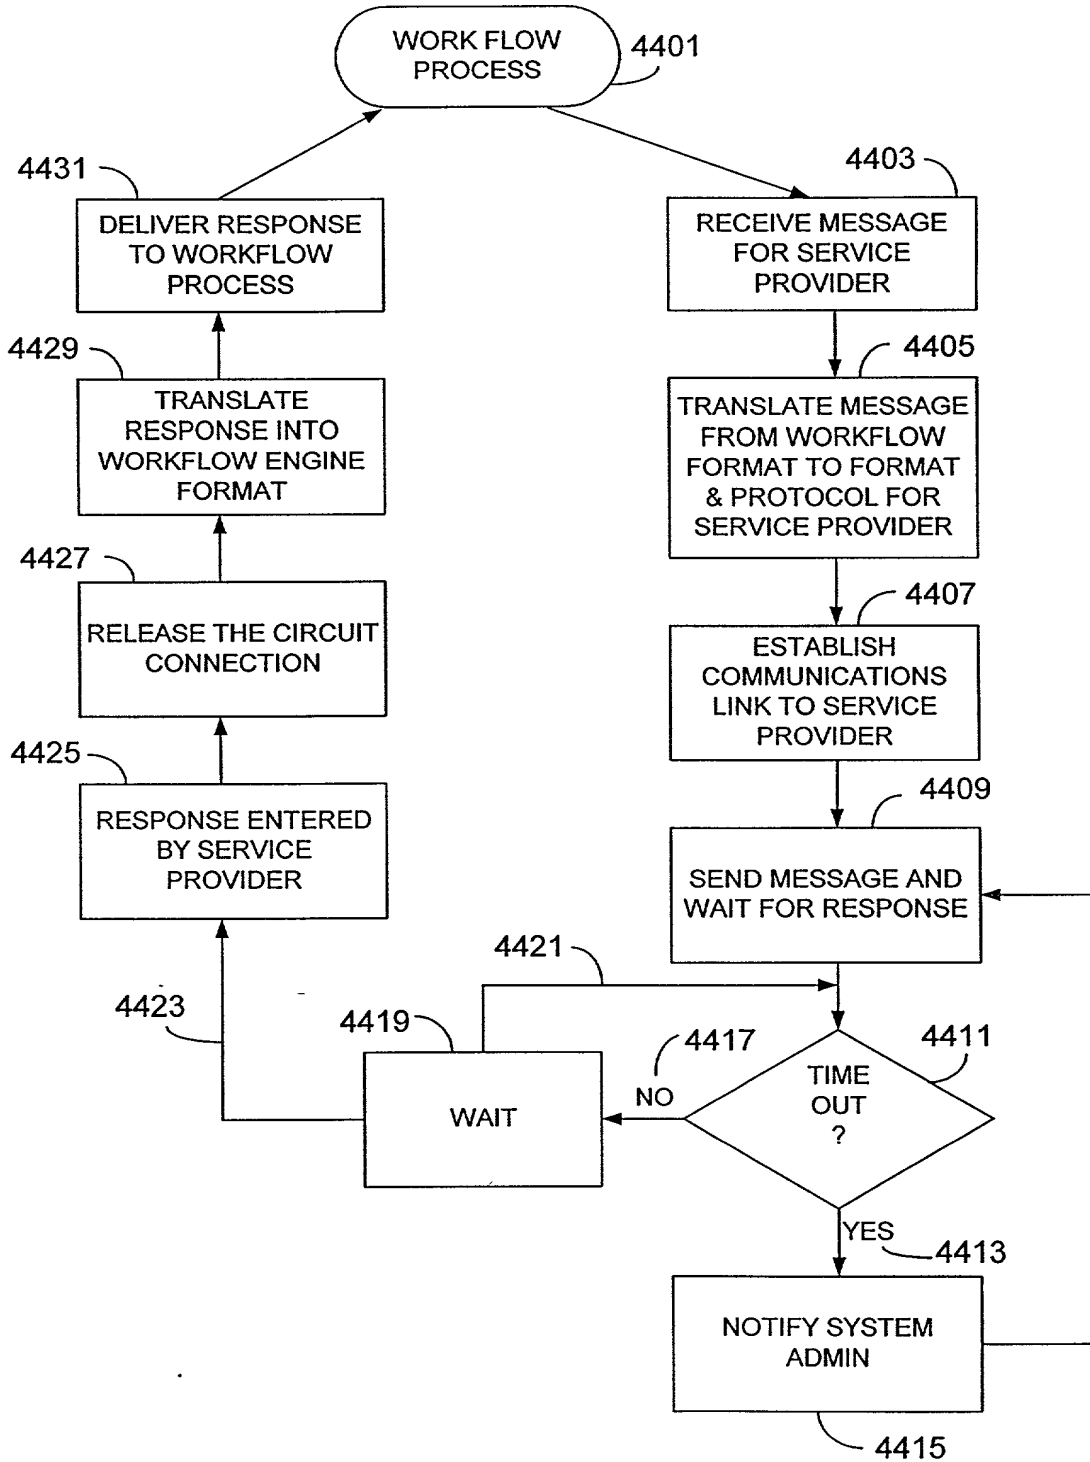 WORK FLOW
PROCESS
4401
4403
RECEIVE MESSAGE
FOR SERVICE
PROVIDER
4405
TRANSLATE MESSAGE
FROM WORKFLOW
FORMAT TO FORMAT
& PROTOCOL FOR
SERVICE PROVIDER
4407
ESTABLISH
COMMUNICATIONS
LINK TO SERVICE
PROVIDER
4409
SEND MESSAGE AND
WAIT FOR RESPONSE
4411
TIME
OUT
?
YES
4413
NOTIFY SYSTEM
ADMIN
4415
NO
4417
4419
WAIT
4421
4423
4425
RESPONSE ENTERED
BY SERVICE
PROVIDER
4427
RELEASE THE CIRCUIT
CONNECTION
4429
TRANSLATE
RESPONSE INTO
WORKFLOW ENGINE
FORMAT
4431
DELIVER RESPONSE
TO WORKFLOW
PROCESS